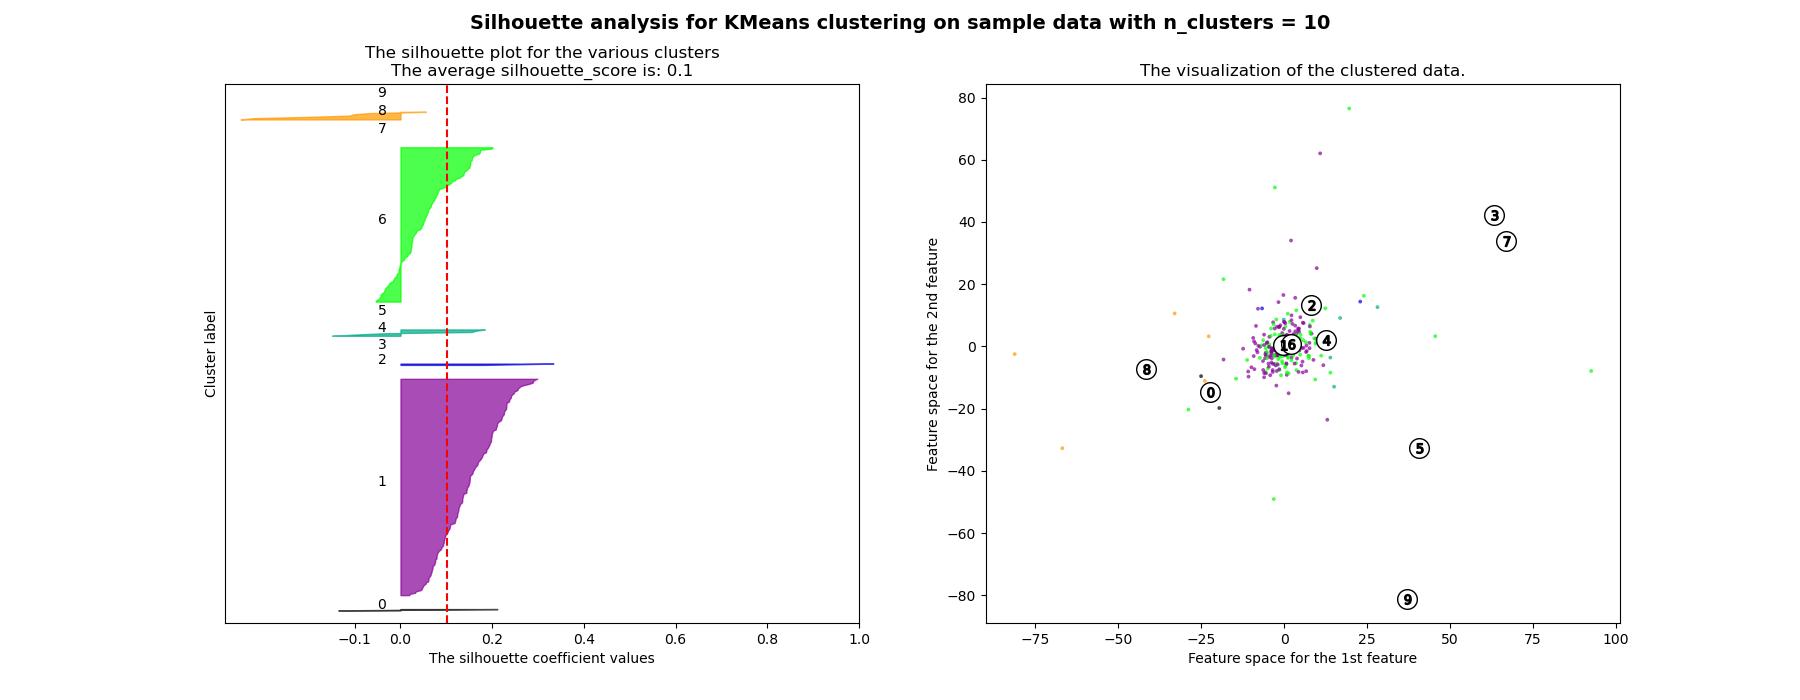 Silhouette analysis for KMeans clustering on sample data with n_clusters = 10
The silhouette plot for the various clusters
The average silhouette_score is: 0.1
9
8
7
6
5
4
3
2
1
0
Cluster label
−0.1 0.0 0.2 0.4 0.6 0.8 1.0
The silhouette coefficient values
The visualization of the clustered data.
80
60
40
20
0
−20
−40
−60
−80
Feature space for the 2nd feature
3
7
2
4
1
6
8
0
5
9
−75 −50 −25 0 25 50 75 100
Feature space for the 1st feature